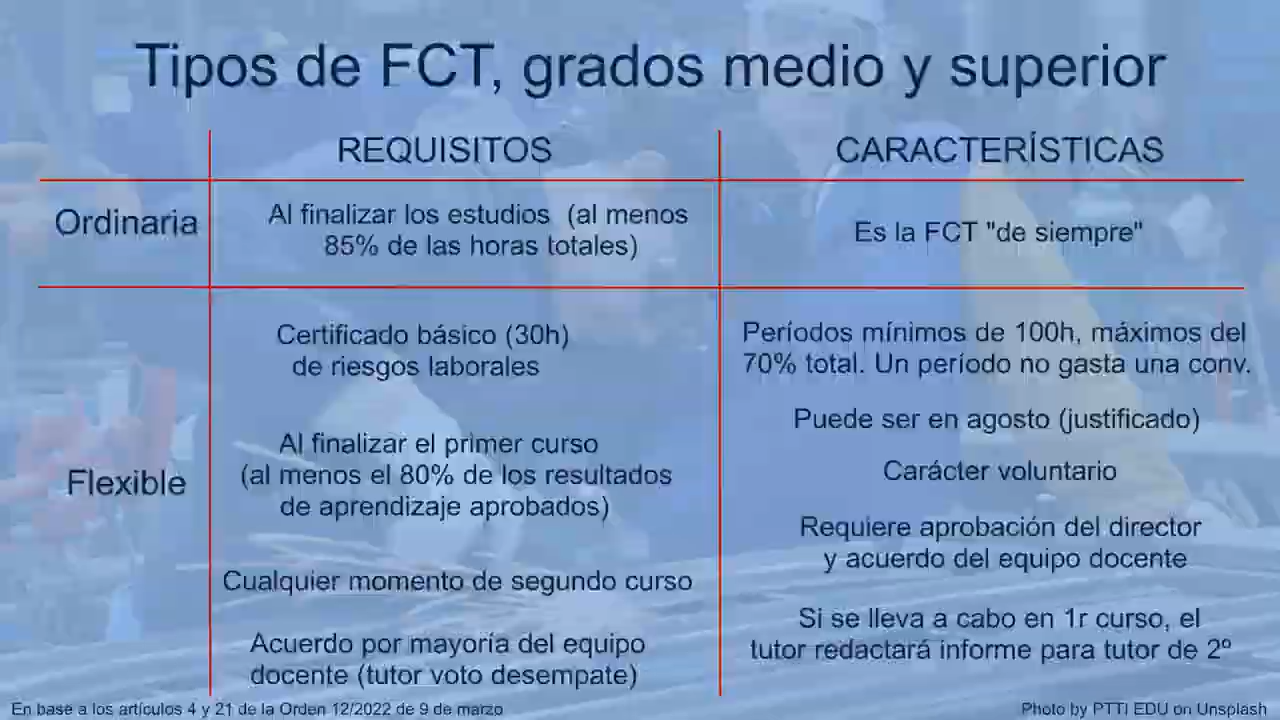 Tipos de FCT, grados medio y superior
REQUISITOS
CARACTERÍSTICAS
Ordinaria
Al finalizar los estudios (al menos
85% de las horas totales)
Es la FCT "de siempre"
Flexible
Certificado básico (30h)
de riesgos laborales
Al finalizar el primer curso
(al menos el 80% de los resultados
de aprendizaje aprobados)
Cualquier momento de segundo curso
Acuerdo por mayoría del equipo
docente (tutor voto desempate)
Períodos mínimos de 100h, máximos del
70% total. Un período no gasta una conv.
Puede ser en agosto (justificado)
Carácter voluntario
Requiere aprobación del director
y acuerdo del equipo docente
Si se lleva a cabo en 1r curso, el
tutor redactará informe para tutor de 2º
En base a los artículos 4 y 21 de la Orden 12/2022 de 9 de marzo
Photo by PTTI EDU on Unsplash